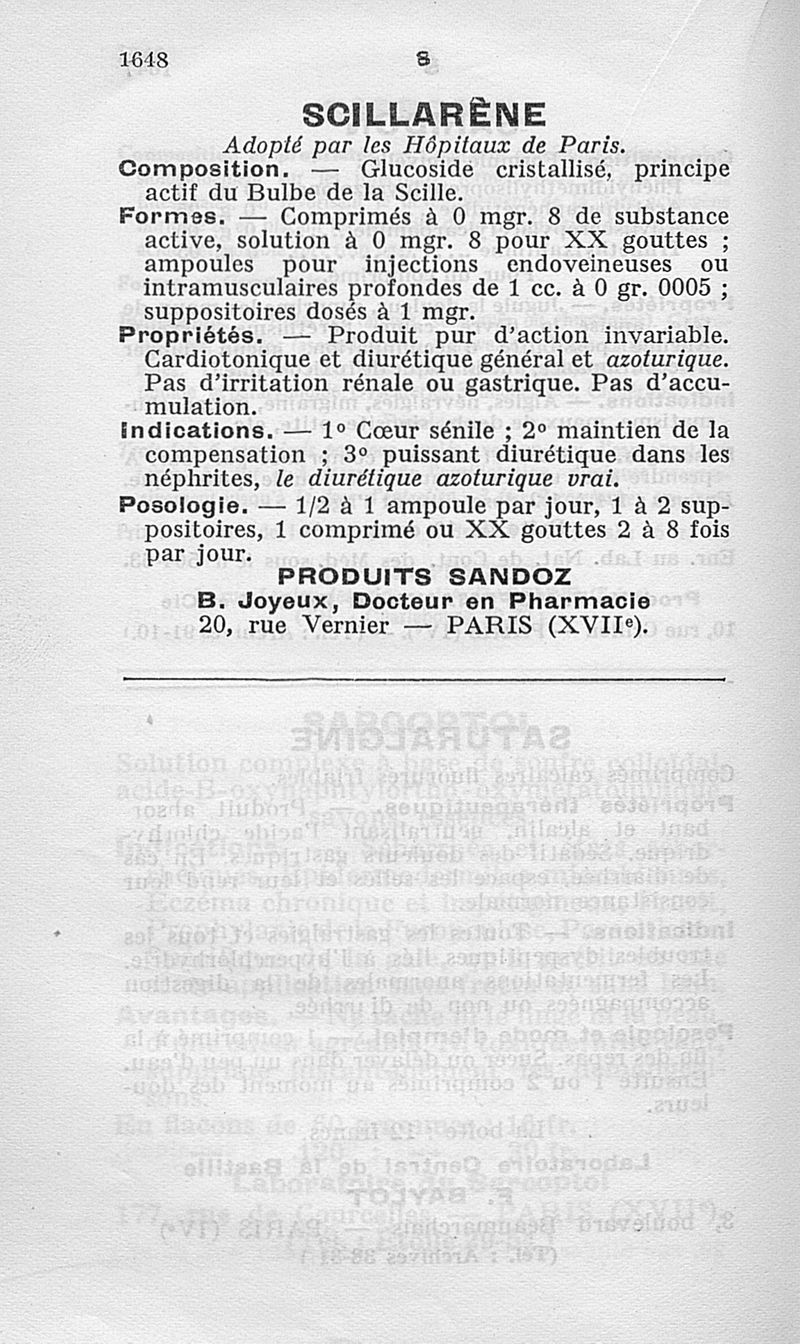 1648 8
SCILLARÈNE
Adopté par les Hôpitaux de Paris.
Composition. — Glucoside cristallisé, principe
actif du Bulbe de la Scille.
Formes. — Comprimés à 0 mgr. 8 de substance
active, solution à 0 mgr. 8 pour XX gouttes ;
ampoules pour injections endoveineuses ou
intramusculaires profondes de 1 cc. à 0 gr. 0005 ;
suppositoires dosés à 1 mgr.
Propriétés. — Produit pur d'action invariable.
Cardiotonique et diurétique général et azoturique.
Pas d'irritation rénale ou gastrique. Pas d'accu-
mulation.
Indications. — 1º Cœur sénile ; 2º maintien de la
compensation ; 3º puissant diurétique dans les
néphrites, le diurétique azoturique vrai.
Posologie. — 1/2 à 1 ampoule par jour, 1 à 2 sup-
positoires, 1 comprimé ou XX gouttes 2 à 8 fois
par jour.
PRODUITS SANDOZ
B. Joyeux, Docteur en Pharmacie
20, rue Vernier — PARIS (XVIIᵉ).